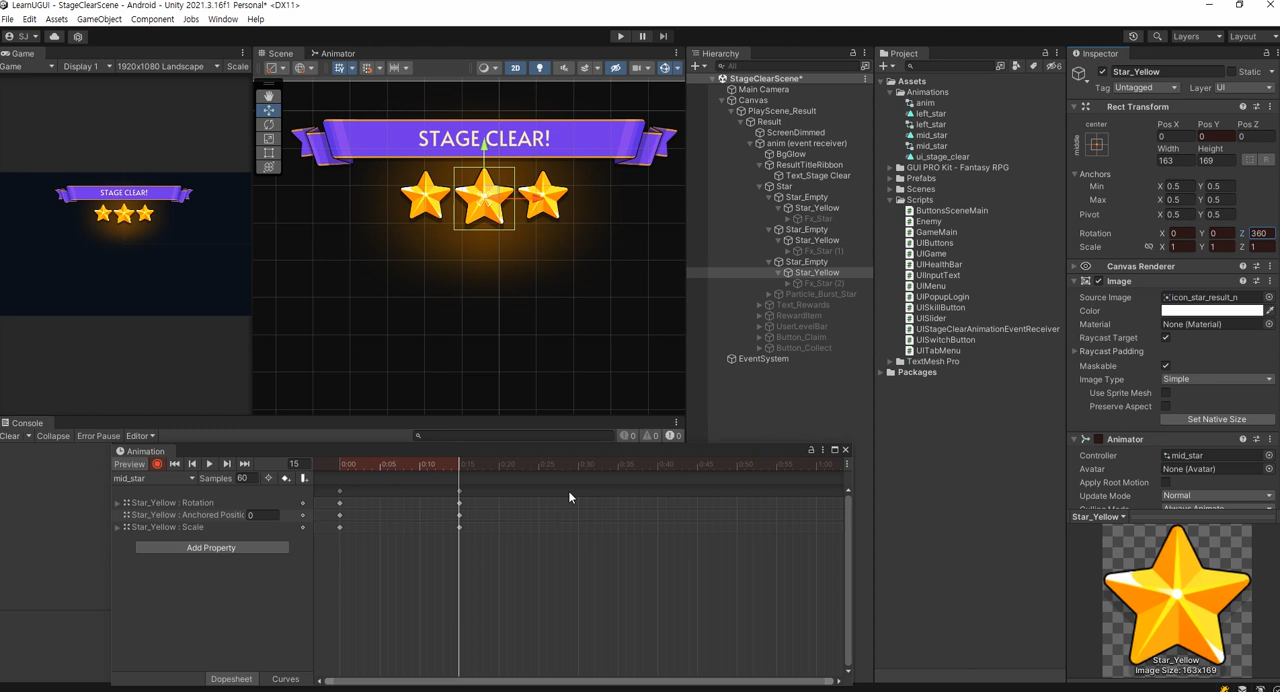 LearnUGUI - StageClearScene - Android - Unity 2021.3.16f1 Personal* <DX11>
File Edit Assets GameObject Component Jobs Window Help
SJ
Layers Layout
Game
Game Display 1 1920x1080 Landscape Scale
STAGE CLEAR!
Scene Animator
2D
STAGE CLEAR!
Hierarchy
All
StageClearScene*
Main Camera
Canvas
PlayScene_Result
Result
ScreenDimmed
anim (event receiver)
BgGlow
ResultTitleRibbon
Text_Stage Clear
Star
Star_Empty
Star_Yellow
Fx_Star
Star_Empty
Star_Yellow
Fx_Star (1)
Star_Empty
Star_Yellow
Fx_Star (2)
Particle_Burst_Star
Text_Rewards
RewardItem
UserLevelBar
Button_Claim
Button_Collect
EventSystem
Project
6
Assets
Animations
anim
left_star
left_star
mid_star
mid_star
ui_stage_clear
GUI PRO Kit - Fantasy RPG
Prefabs
Scenes
Scripts
ButtonsSceneMain
Enemy
GameMain
UIButtons
UIGame
UIHealthBar
UIInputText
UIMenu
UIPopupLogin
UISkillButton
UISlider
UIStageClearAnimationEventReceiver
UISwitchButton
UITabMenu
TextMesh Pro
Packages
Inspector
Star_Yellow Static
Tag Untagged Layer UI
Rect Transform
center Pos X Pos Y Pos Z
middle 0 0 0
Width Height
163 169 R
Anchors
Min X 0.5 Y 0.5
Max X 0.5 Y 0.5
Pivot X 0.5 Y 0.5
Rotation X 0 Y 0 Z 360
Scale X 1 Y 1 Z 1
Canvas Renderer
Image
Source Image icon_star_result_n
Color
Material None (Material)
Raycast Target
Raycast Padding
Maskable
Image Type Simple
Use Sprite Mesh
Preserve Aspect
Set Native Size
Animator
Controller mid_star
Avatar None (Avatar)
Apply Root Motion
Update Mode Normal
Culling Mode Always Animate
Star_Yellow
Star_Yellow
Image Size: 163x169
Console
Clear Collapse Error Pause Editor 0 0 0
Animation
Preview 15 0:00 0:05 0:10 0:15 0:20 0:25 0:30 0:35 0:40 0:45 0:50 0:55 1:00
mid_star Samples 60
Star_Yellow : Rotation
Star_Yellow : Anchored Positic 0
Star_Yellow : Scale
Add Property
Dopesheet Curves